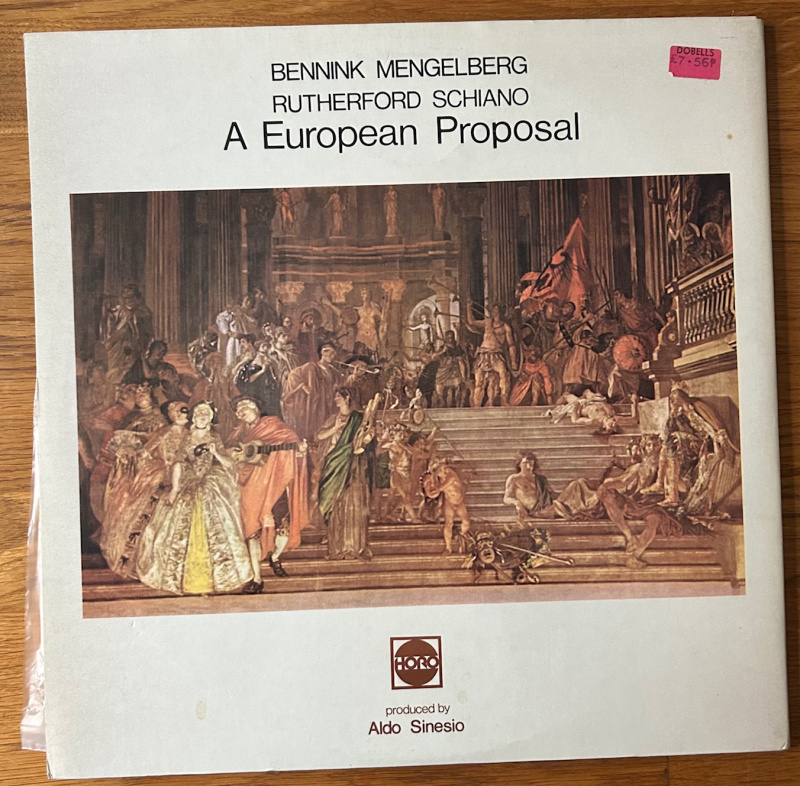 BENNINK MENGELBERG
RUTHERFORD SCHIANO
A European Proposal
DOBELLS
£7·56P
HORO
produced by
Aldo Sinesio